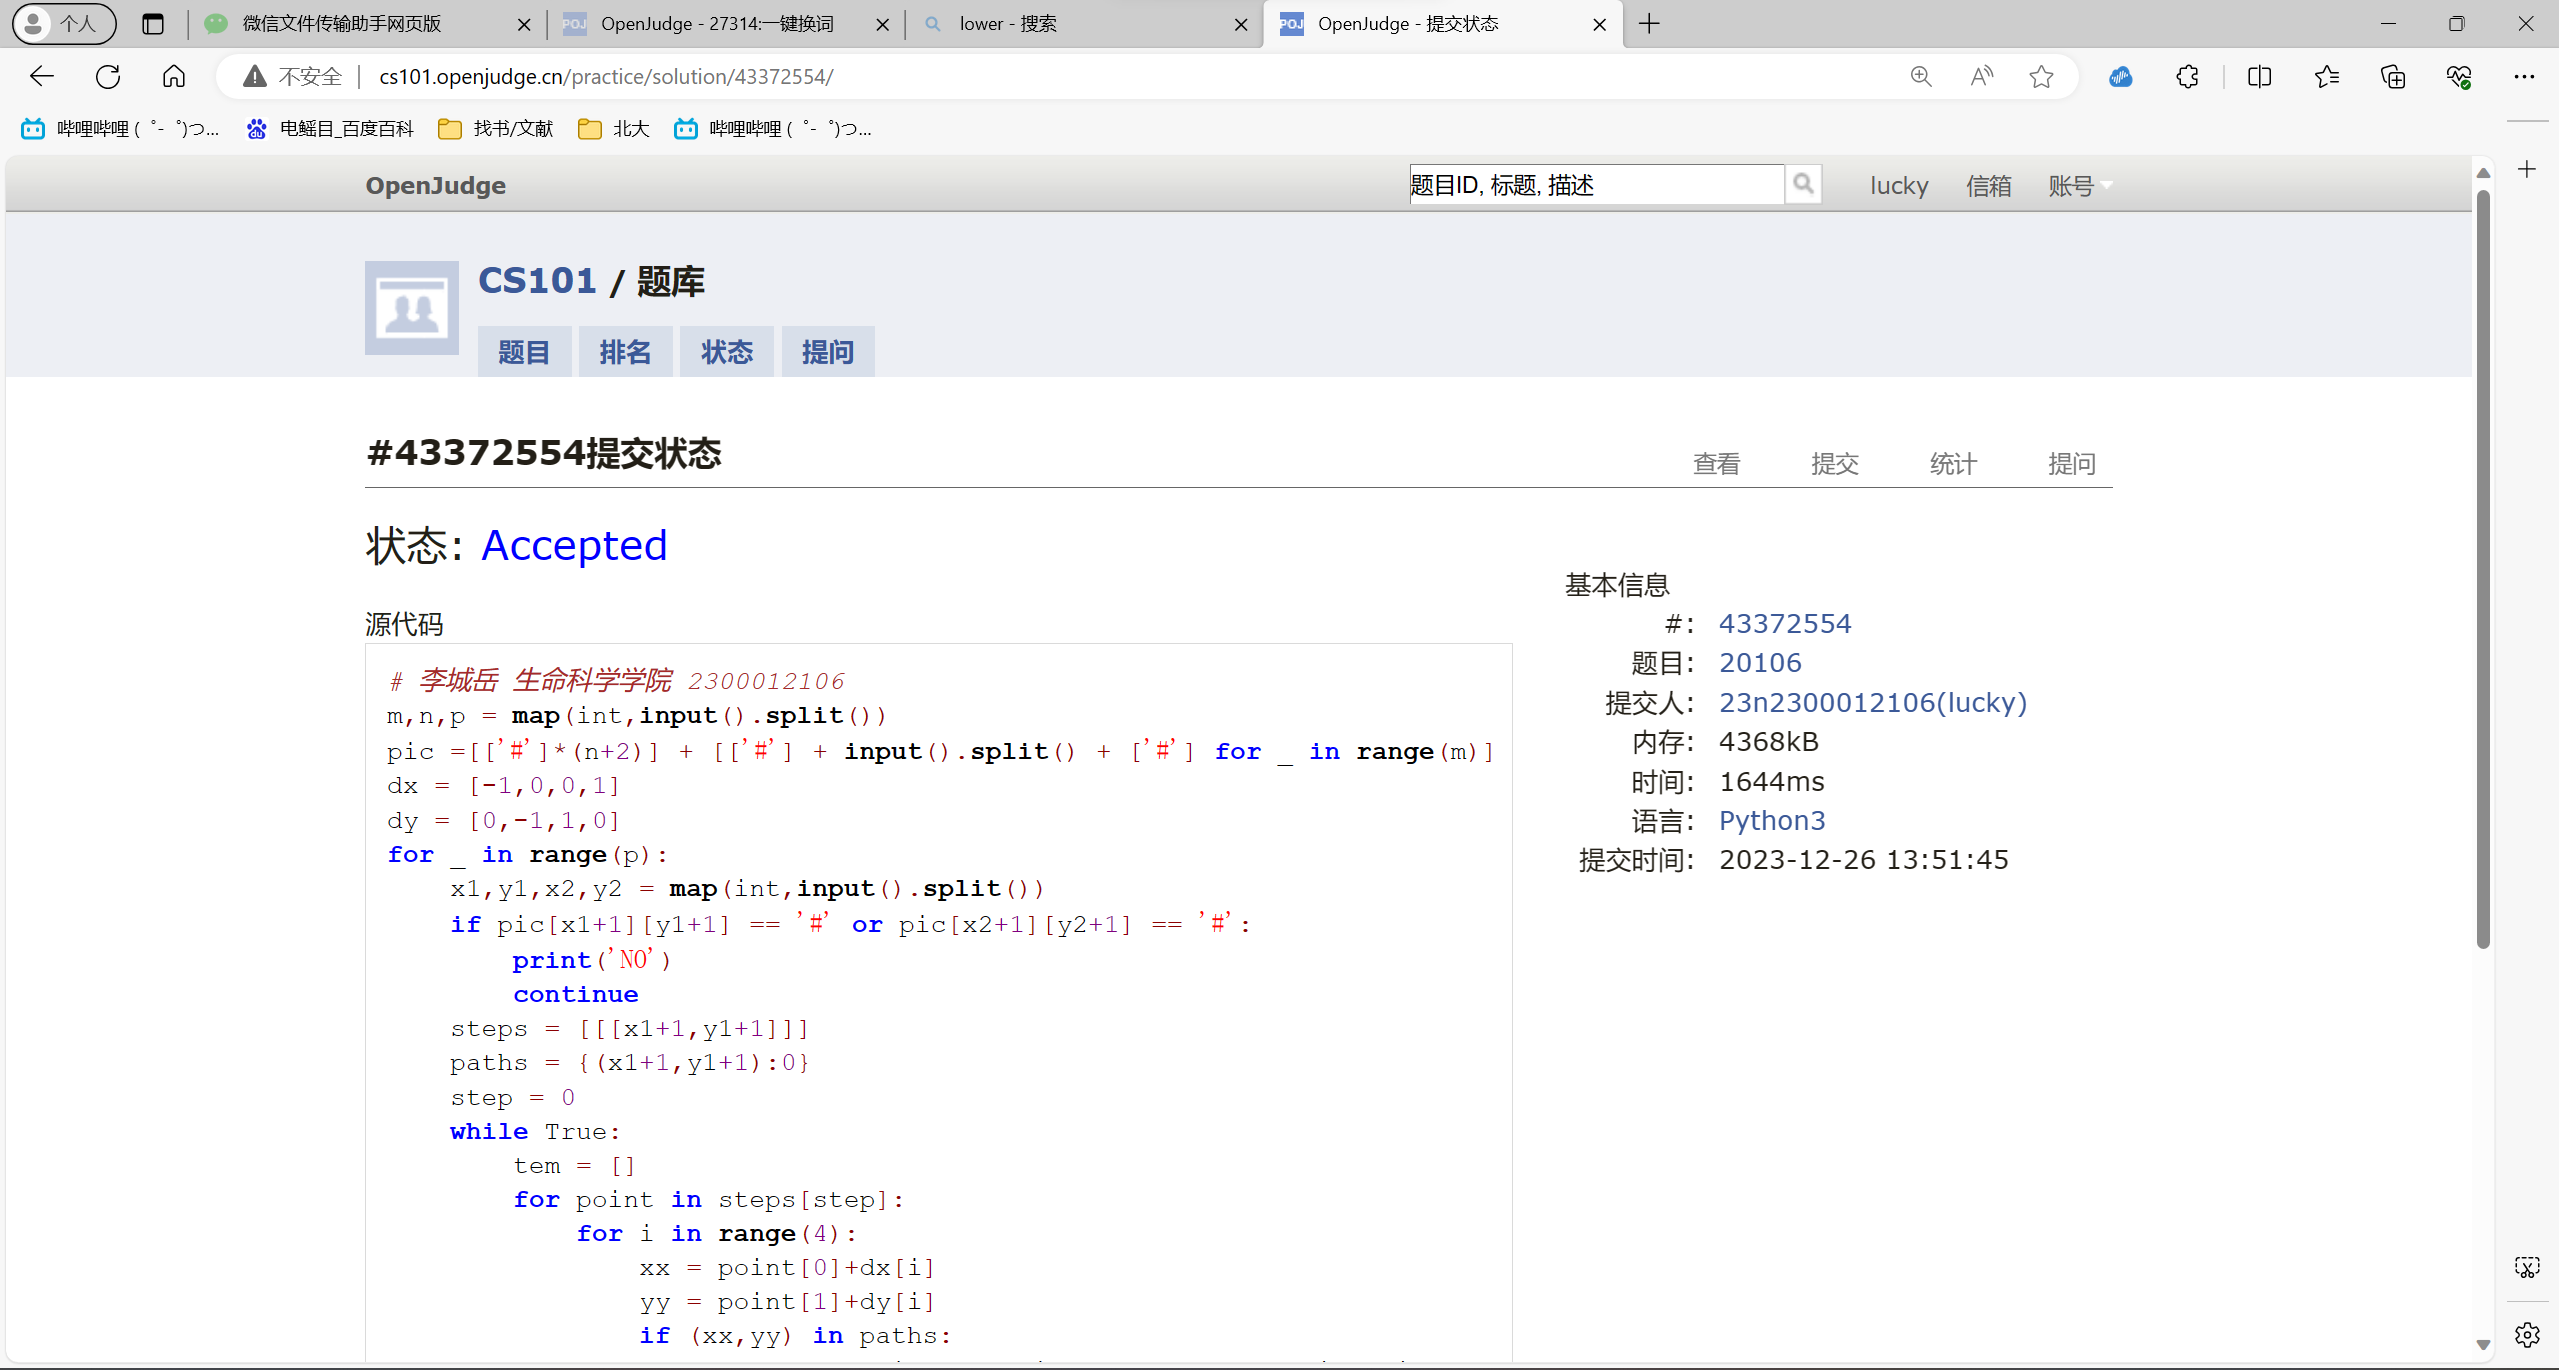 个人
微信文件传输助手网页版
OpenJudge - 27314:一键换词
lower - 搜索
OpenJudge - 提交状态
不安全
cs101.openjudge.cn/practice/solution/43372554/
哔哩哔哩 (゜-゜)つ...
电鳐目_百度百科
找书/文献
北大
哔哩哔哩 (゜-゜)つ...
OpenJudge
题目ID, 标题, 描述
lucky
信箱
账号
CS101 / 题库
题目
排名
状态
提问
#43372554提交状态
查看
提交
统计
提问
状态: Accepted
源代码
# 李城岳 生命科学学院 2300012106
m,n,p = map(int,input().split())
pic =[['#']*(n+2)] + [['#'] + input().split() + ['#'] for _ in range(m)]
dx = [-1,0,0,1]
dy = [0,-1,1,0]
for _ in range(p):
    x1,y1,x2,y2 = map(int,input().split())
    if pic[x1+1][y1+1] == '#' or pic[x2+1][y2+1] == '#':
        print('NO')
        continue
    steps = [[[x1+1,y1+1]]]
    paths = {(x1+1,y1+1):0}
    step = 0
    while True:
        tem = []
        for point in steps[step]:
            for i in range(4):
                xx = point[0]+dx[i]
                yy = point[1]+dy[i]
                if (xx,yy) in paths:
基本信息
#: 43372554
题目: 20106
提交人: 23n2300012106(lucky)
内存: 4368kB
时间: 1644ms
语言: Python3
提交时间: 2023-12-26 13:51:45